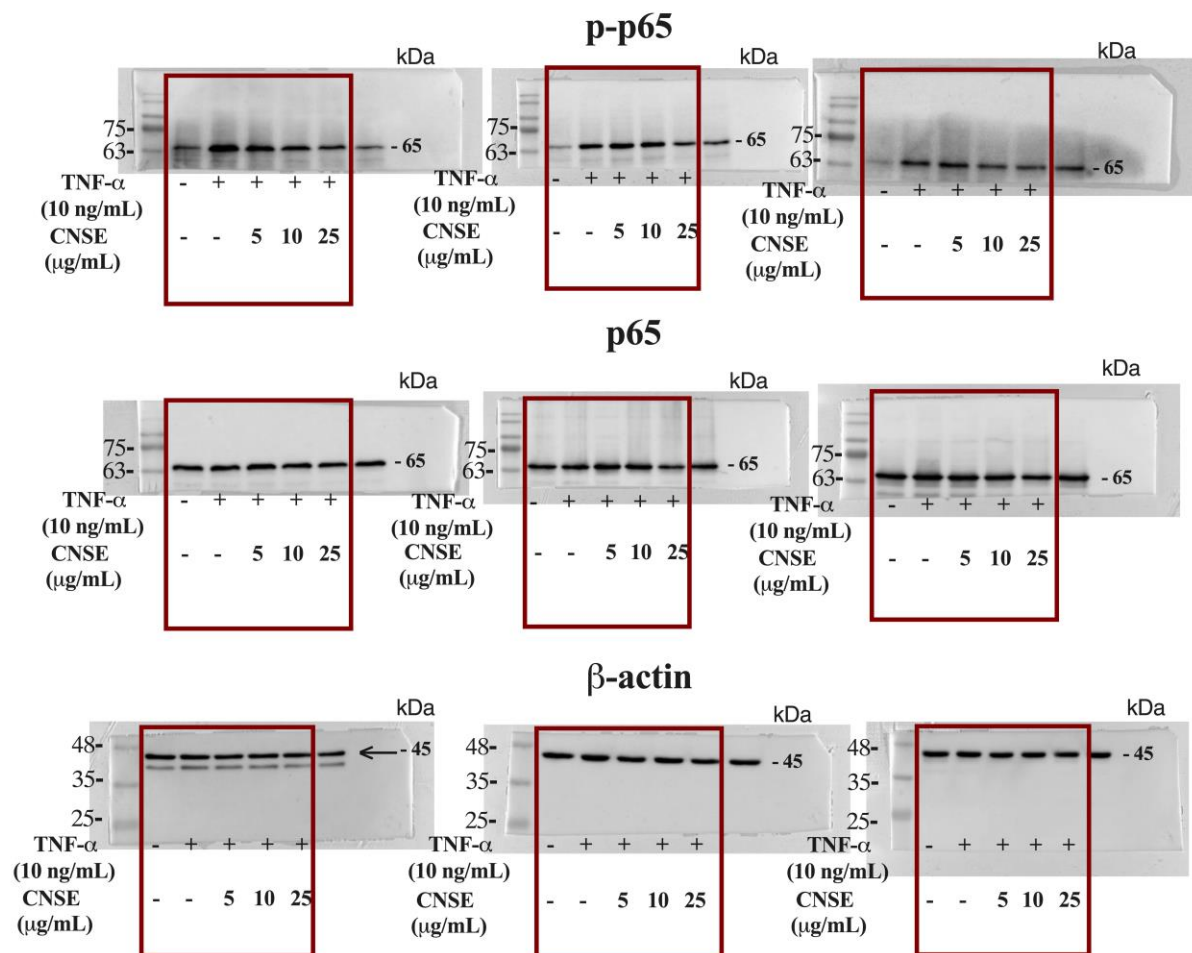 p-p65
kDa kDa kDa
75- 75- 75-
63- 63- 63-
- 65 - 65 - 65
TNF-α - + + + + TNF-α - + + + + TNF-α - + + + +
(10 ng/mL) (10 ng/mL) (10 ng/mL)
CNSE - - 5 10 25 CNSE - - 5 10 25 CNSE - - 5 10 25
(μg/mL) (μg/mL) (μg/mL)
p65
kDa kDa kDa
75- 75- 75-
63- 63- 63-
- 65 - 65 - 65
TNF-α - + + + + TNF-α - + + + + TNF-α - + + + +
(10 ng/mL) (10 ng/mL) (10 ng/mL)
CNSE - - 5 10 25 CNSE - - 5 10 25 CNSE - - 5 10 25
(μg/mL) (μg/mL) (μg/mL)
β-actin
kDa kDa kDa
48- 48- 48-
- 45 - 45 - 45
35- 35- 35-
25- 25- 25-
TNF-α - + + + + TNF-α - + + + + TNF-α - + + + +
(10 ng/mL) (10 ng/mL) (10 ng/mL)
CNSE - - 5 10 25 CNSE - - 5 10 25 CNSE - - 5 10 25
(μg/mL) (μg/mL) (μg/mL)